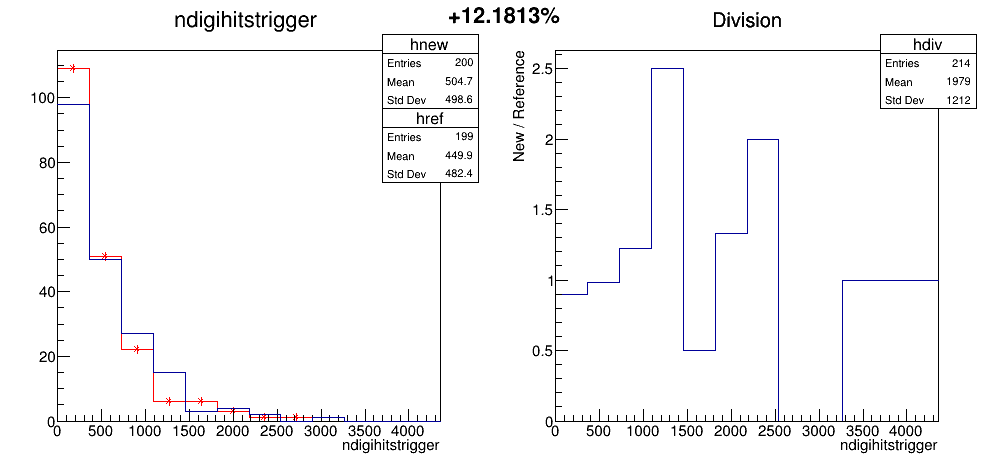 +12.1813%
ndigihitstrigger
hnew
Entries 200
Mean 504.7
Std Dev 498.6
href
Entries 199
Mean 449.9
Std Dev 482.4
100
80
60
40
20
0
0 500 1000 1500 2000 2500 3000 3500 4000
ndigihitstrigger
Division
hdiv
Entries 214
Mean 1979
Std Dev 1212
New / Reference
2.5
2
1.5
1
0.5
0
0 500 1000 1500 2000 2500 3000 3500 4000
ndigihitstrigger